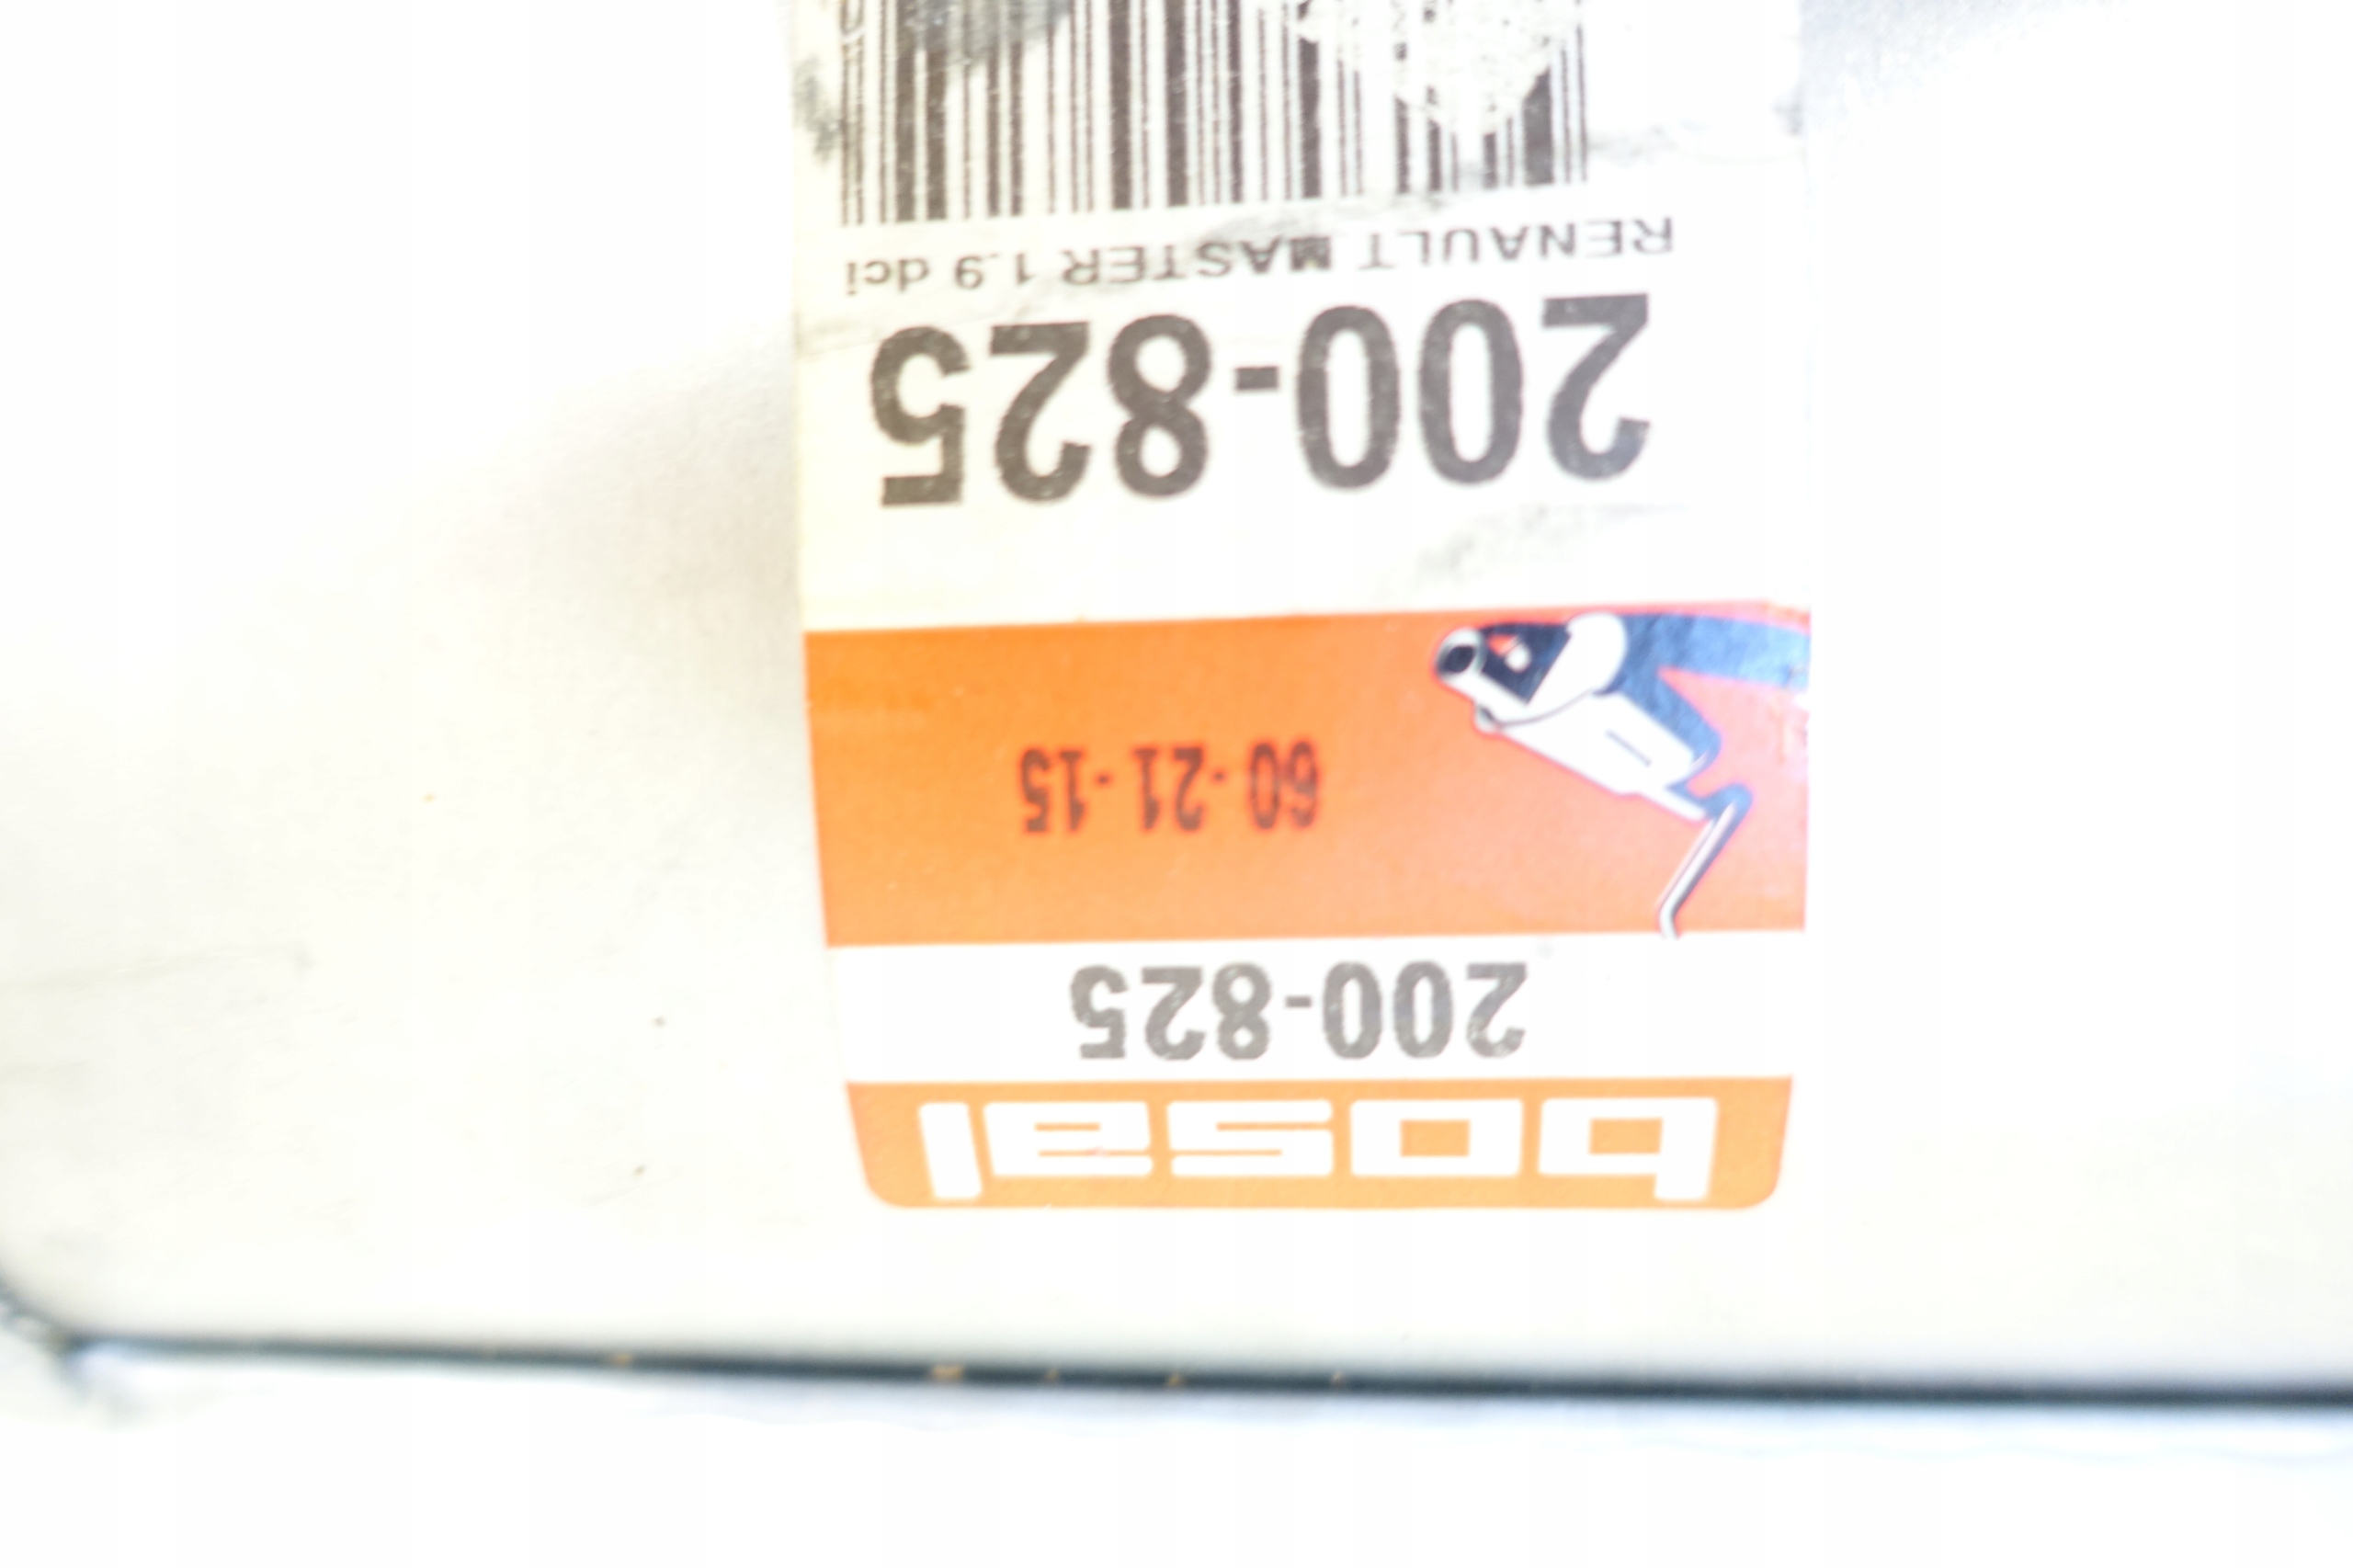 bosal
200-825
60-21-15
200-825
RENAULT MASTER 1.9 dci